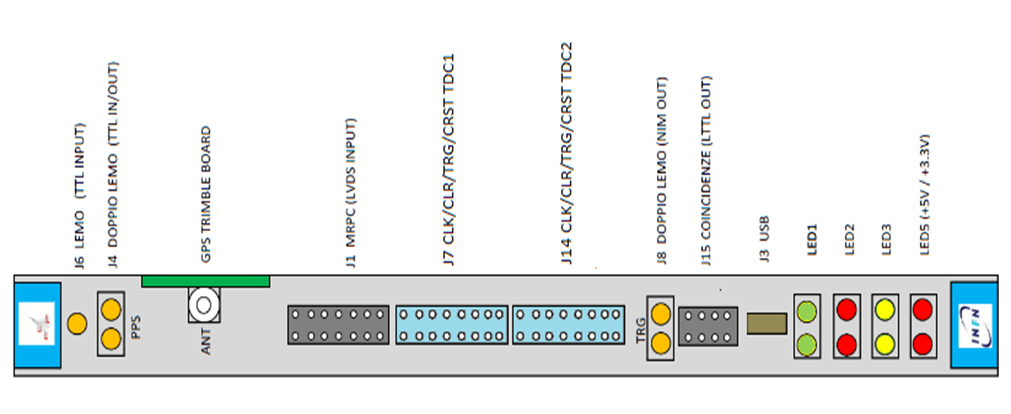 J6 LEMO (TTL INPUT)
J4 DOPPIO LEMO (TTL IN/OUT)
GPS TRIMBLE BOARD
J1 MRPC (LVDS INPUT)
J7 CLK/CLR/TRG/CRST TDC1
J14 CLK/CLR/TRG/CRST TDC2
J8 DOPPIO LEMO (NIM OUT)
J15 COINCIDENZE (LTTL OUT)
J3 USB
LED1
LED2
LED3
LED5 (+5V / +3.3V)
PPS
ANT
TRG
INFN